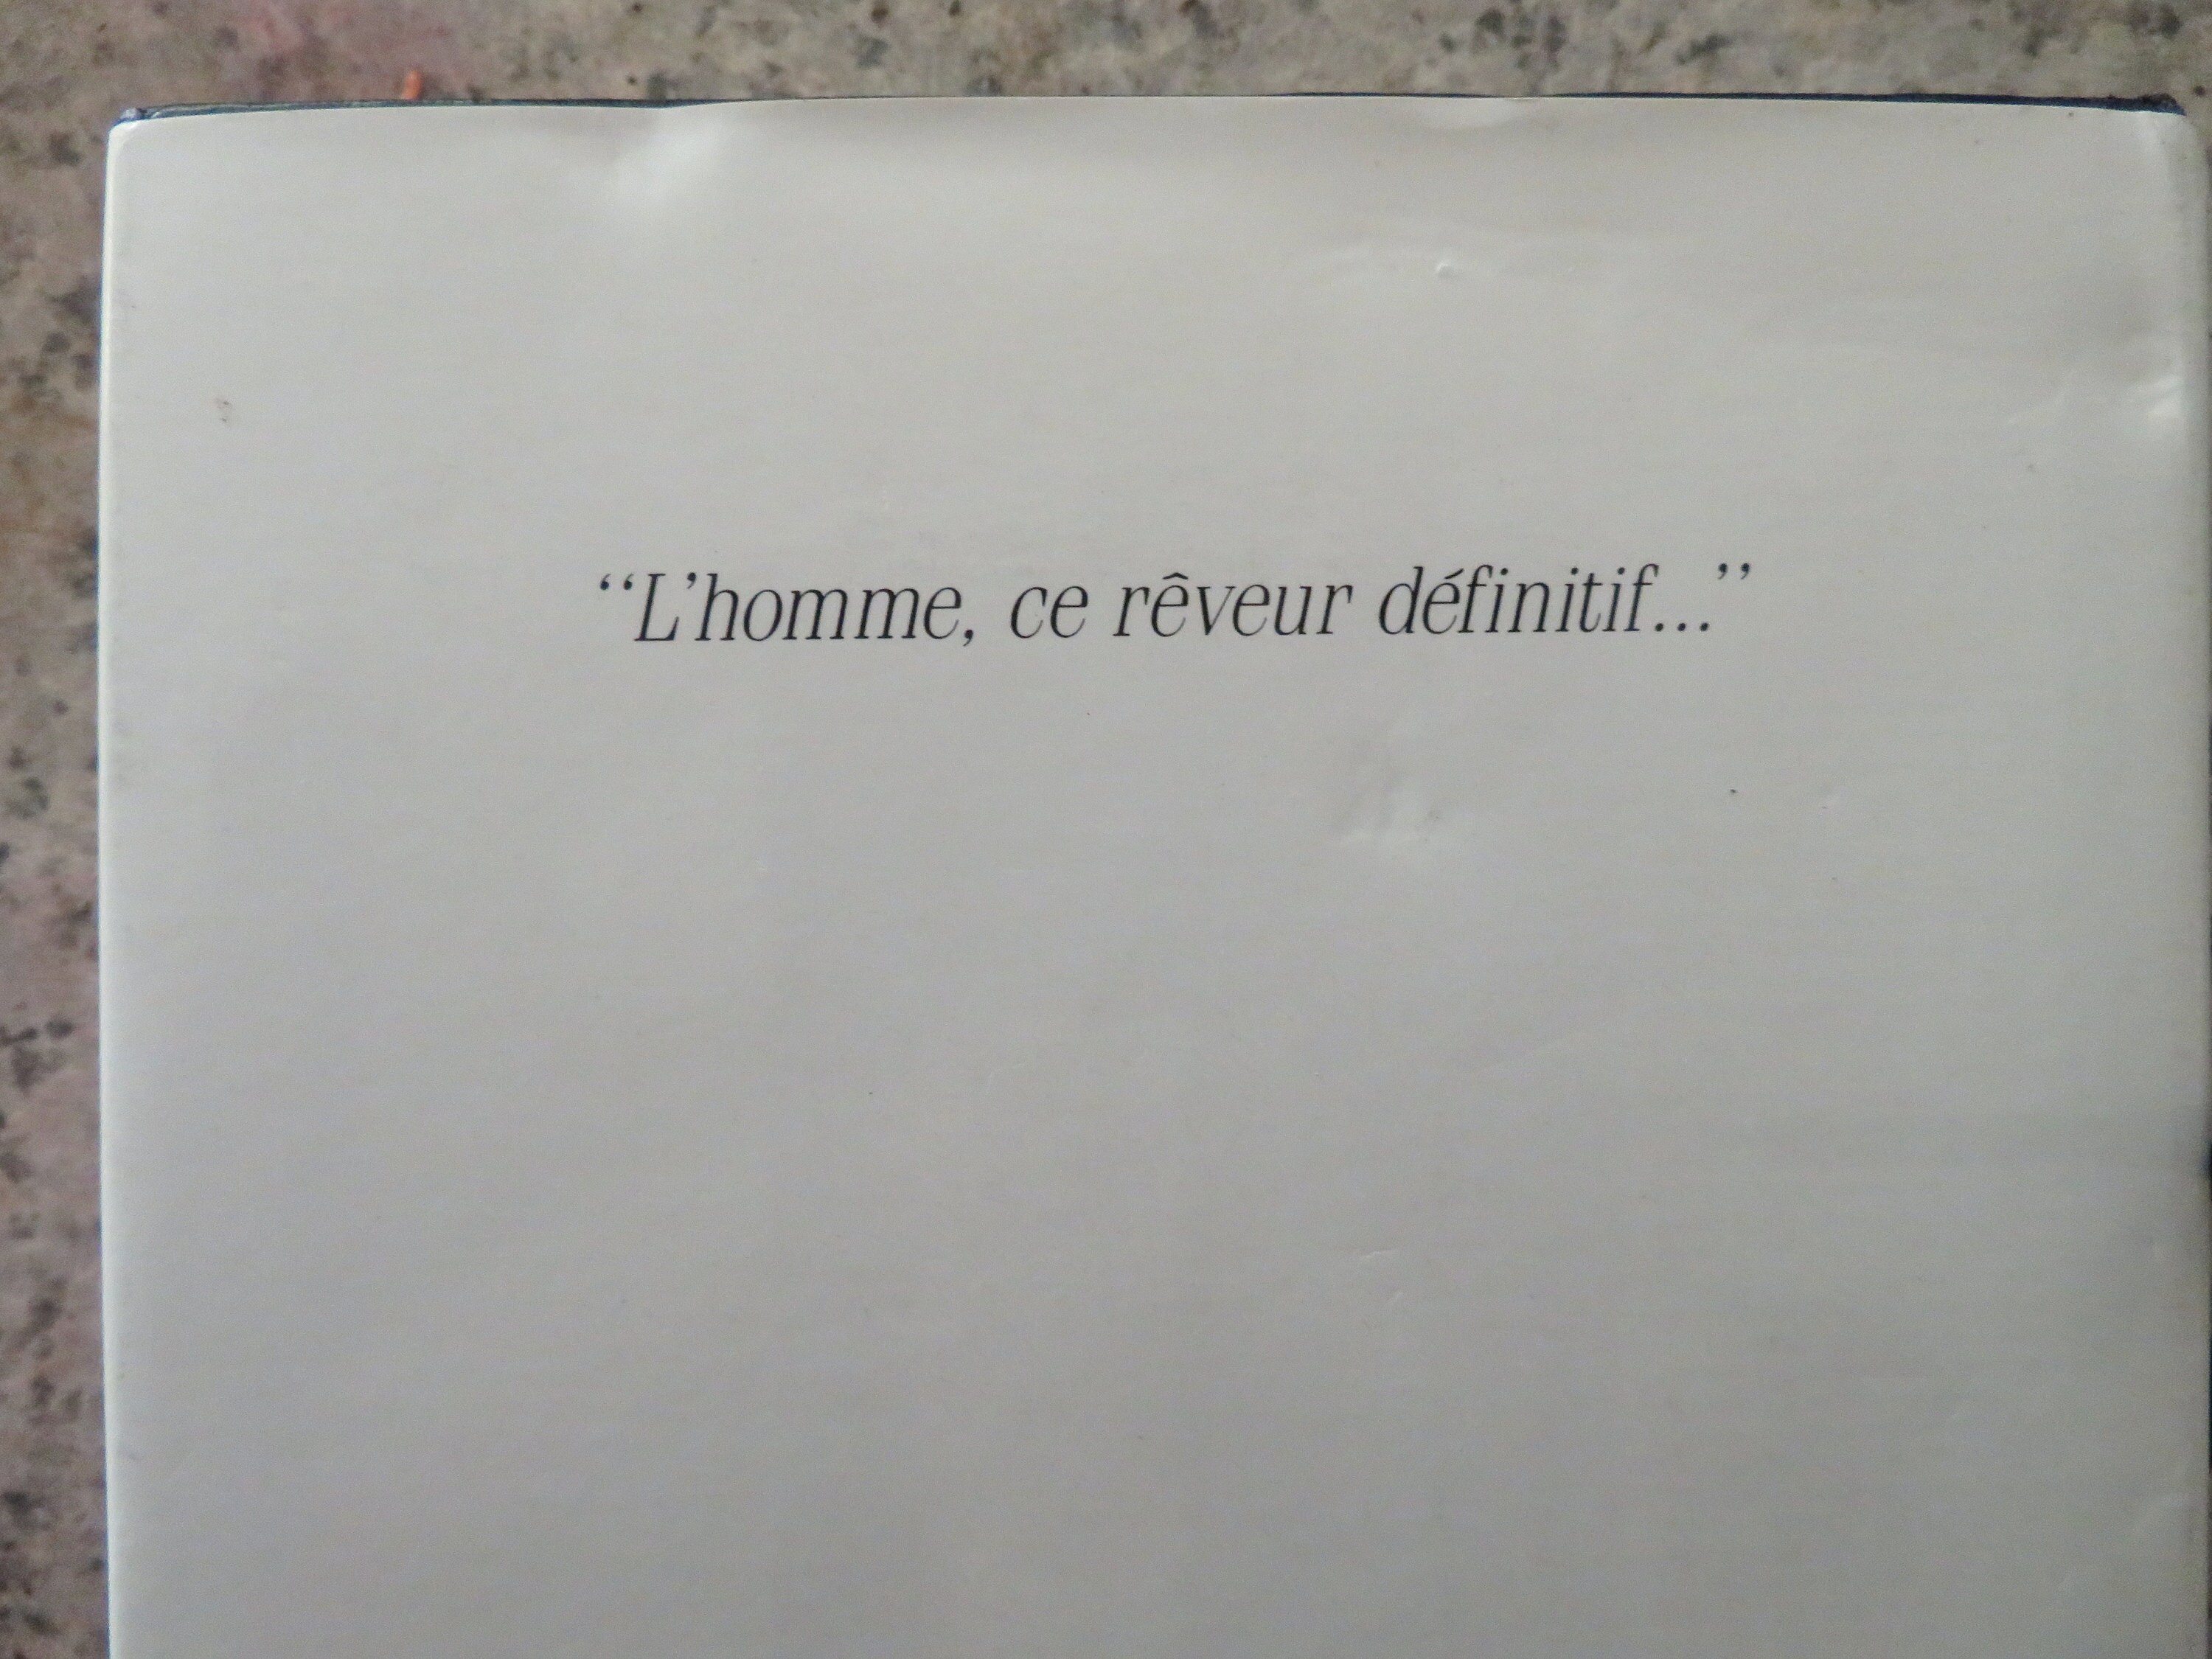 “L’homme, ce rêveur définitif...”